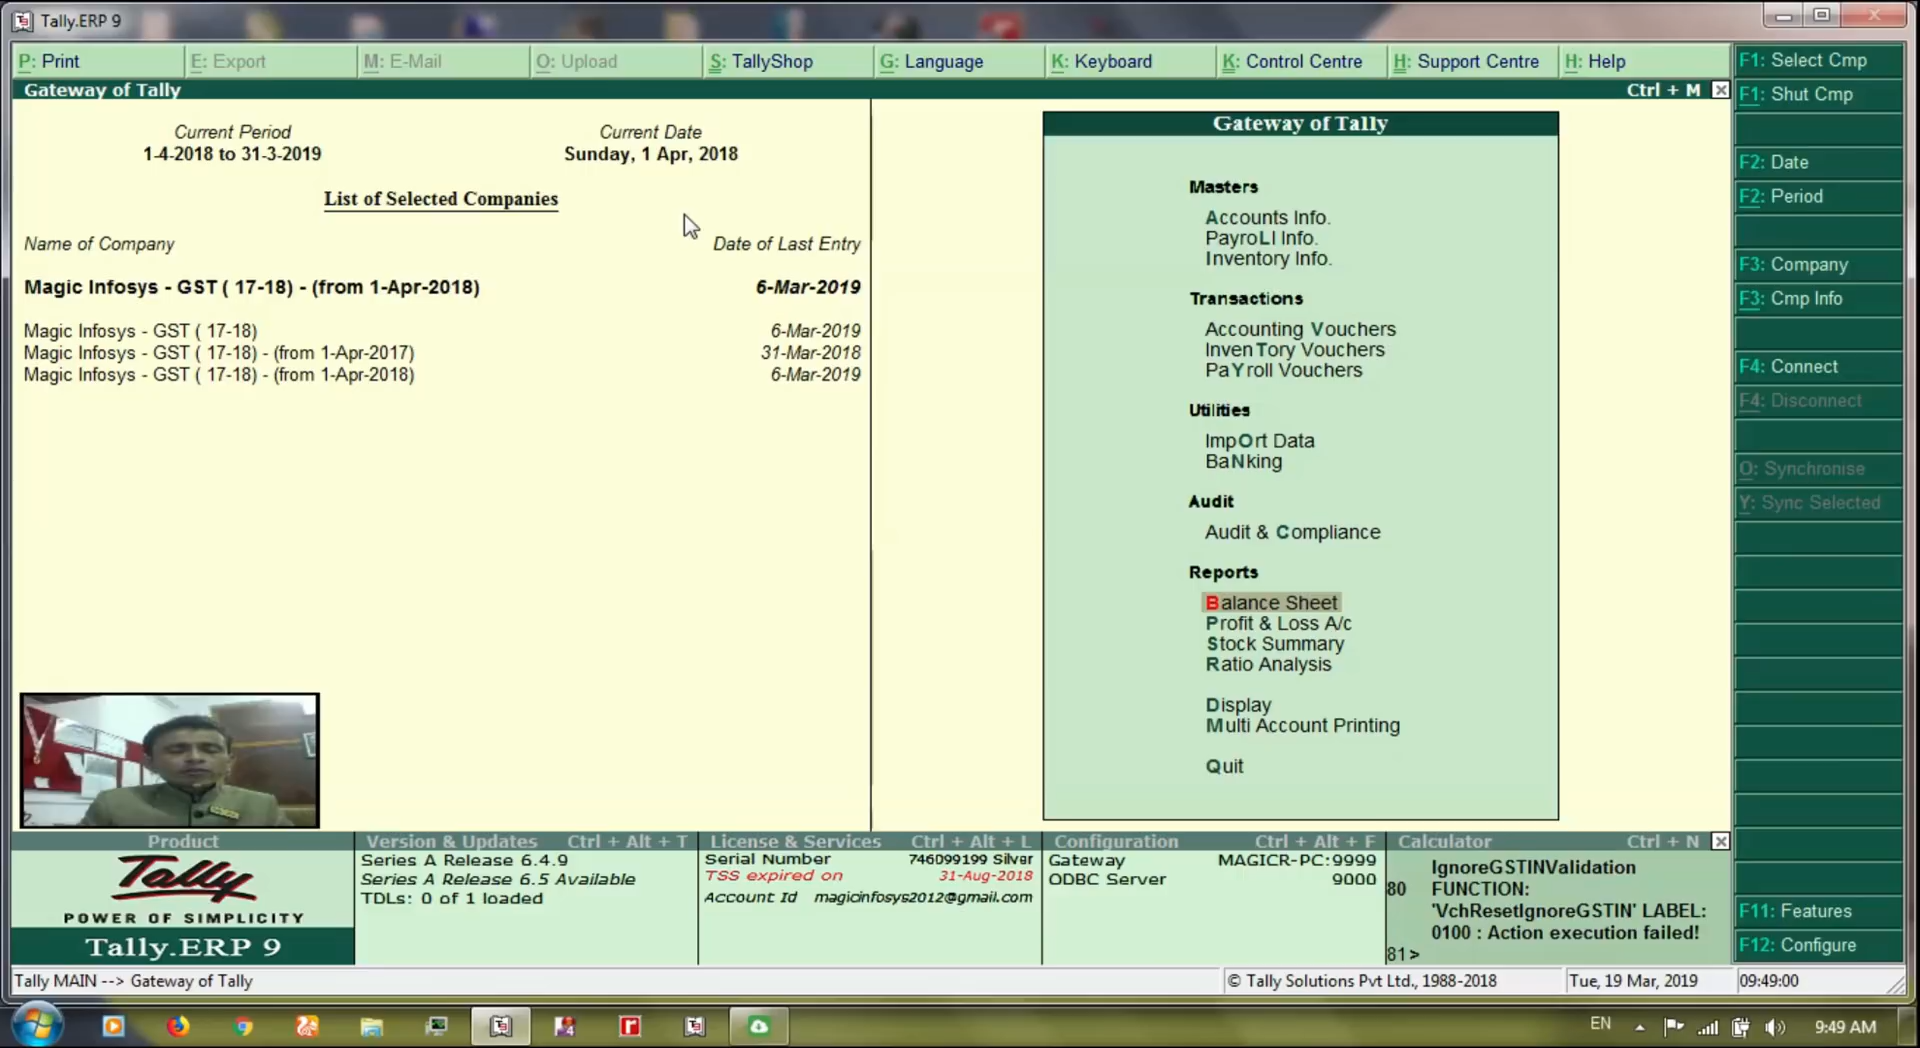 Tally.ERP 9
P: Print
E: Export
M: E-Mail
O: Upload
S: TallyShop
G: Language
K: Keyboard
K: Control Centre
H: Support Centre
H: Help
Gateway of Tally
Ctrl + M
Current Period
1-4-2018 to 31-3-2019
Current Date
Sunday, 1 Apr, 2018
List of Selected Companies
Name of Company
Date of Last Entry
Magic Infosys - GST ( 17-18) - (from 1-Apr-2018) 6-Mar-2019
Magic Infosys - GST ( 17-18) 6-Mar-2019
Magic Infosys - GST ( 17-18) - (from 1-Apr-2017) 31-Mar-2018
Magic Infosys - GST ( 17-18) - (from 1-Apr-2018) 6-Mar-2019
Gateway of Tally
Masters
Accounts Info.
PayroLl Info.
Inventory Info.
Transactions
Accounting Vouchers
InvenTory Vouchers
PaYroll Vouchers
Utilities
ImpOrt Data
BaNking
Audit
Audit & Compliance
Reports
Balance Sheet
Profit & Loss A/c
Stock Summary
Ratio Analysis
Display
Multi Account Printing
Quit
F1: Select Cmp
F1: Shut Cmp
F2: Date
F2: Period
F3: Company
F3: Cmp Info
F4: Connect
F4: Disconnect
O: Synchronise
Y: Sync Selected
F11: Features
F12: Configure
Product
Tally
POWER OF SIMPLICITY
Tally.ERP 9
Version & Updates Ctrl + Alt + T
Series A Release 6.4.9
Series A Release 6.5 Available
TDLs: 0 of 1 loaded
License & Services Ctrl + Alt + L
Serial Number 746099199 Silver
TSS expired on 31-Aug-2018
Account Id magicinfosys2012@gmail.com
Configuration Ctrl + Alt + F
Gateway MAGICR-PC:9999
ODBC Server 9000
Calculator Ctrl + N
IgnoreGSTINValidation
80 FUNCTION:
'VchResetIgnoreGSTIN' LABEL:
0100 : Action execution failed!
81>
Tally MAIN --> Gateway of Tally
© Tally Solutions Pvt Ltd., 1988-2018
Tue, 19 Mar, 2019
09:49:00
EN
9:49 AM